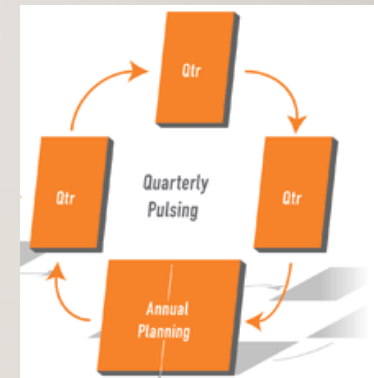 Qtr
Qtr
Quarterly
Pulsing
Qtr
Annual
Planning